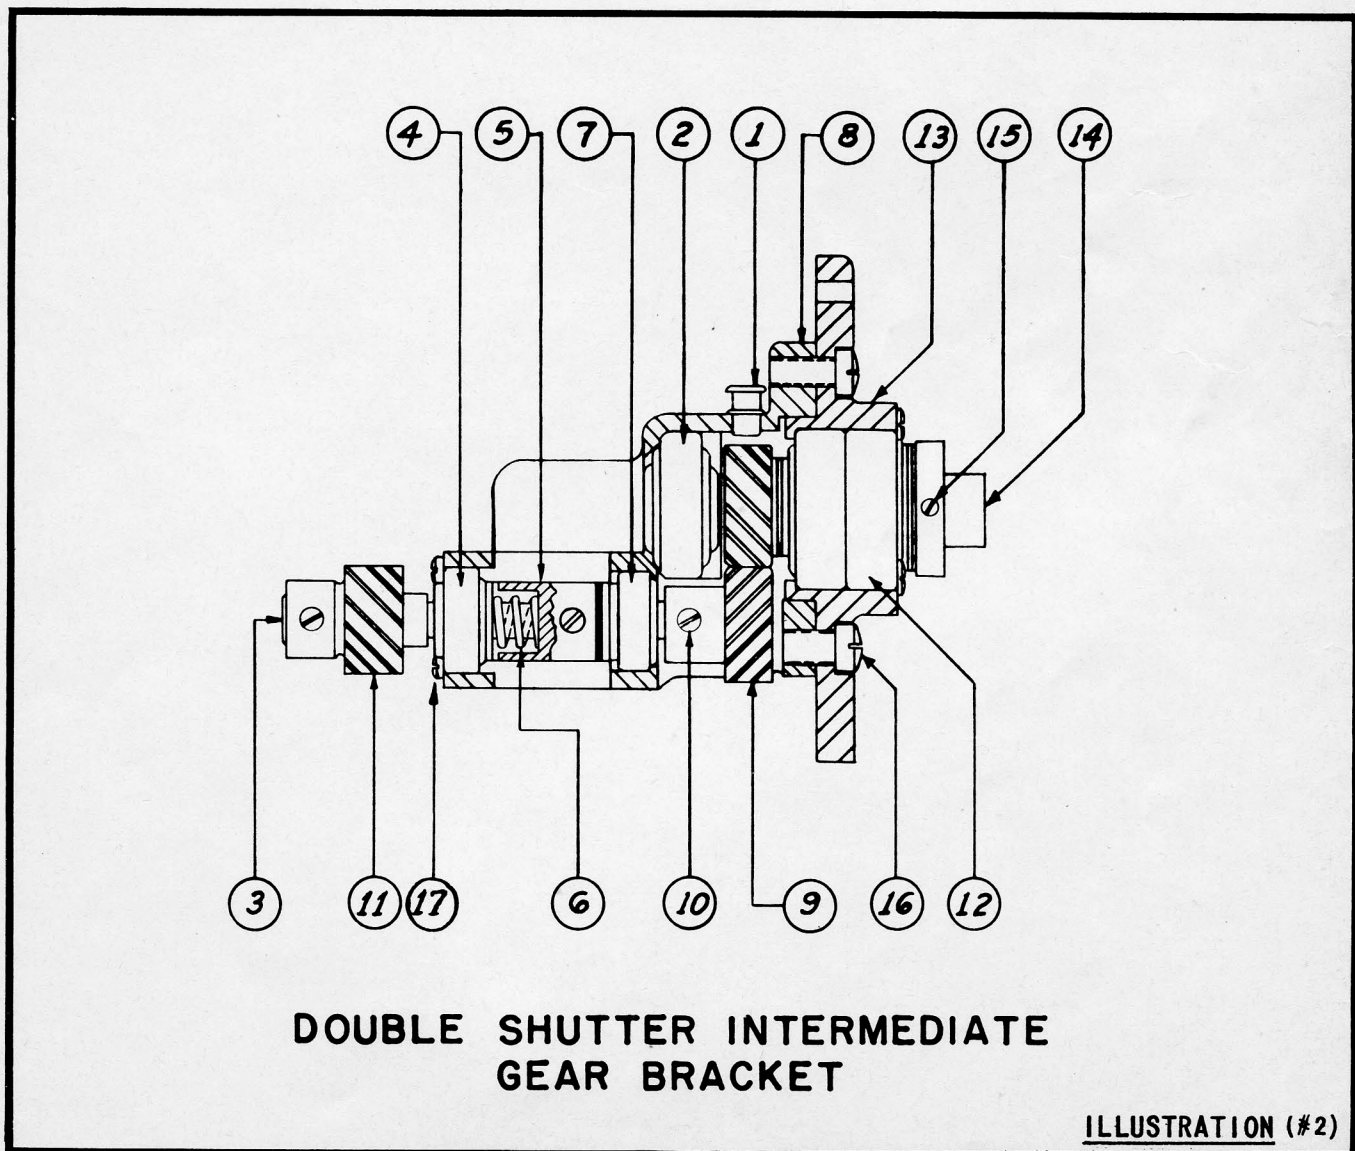 4 5 7 2 1 8 13 15 14
3 11 17 6 10 9 16 12
DOUBLE SHUTTER INTERMEDIATE
GEAR BRACKET
ILLUSTRATION (#2)